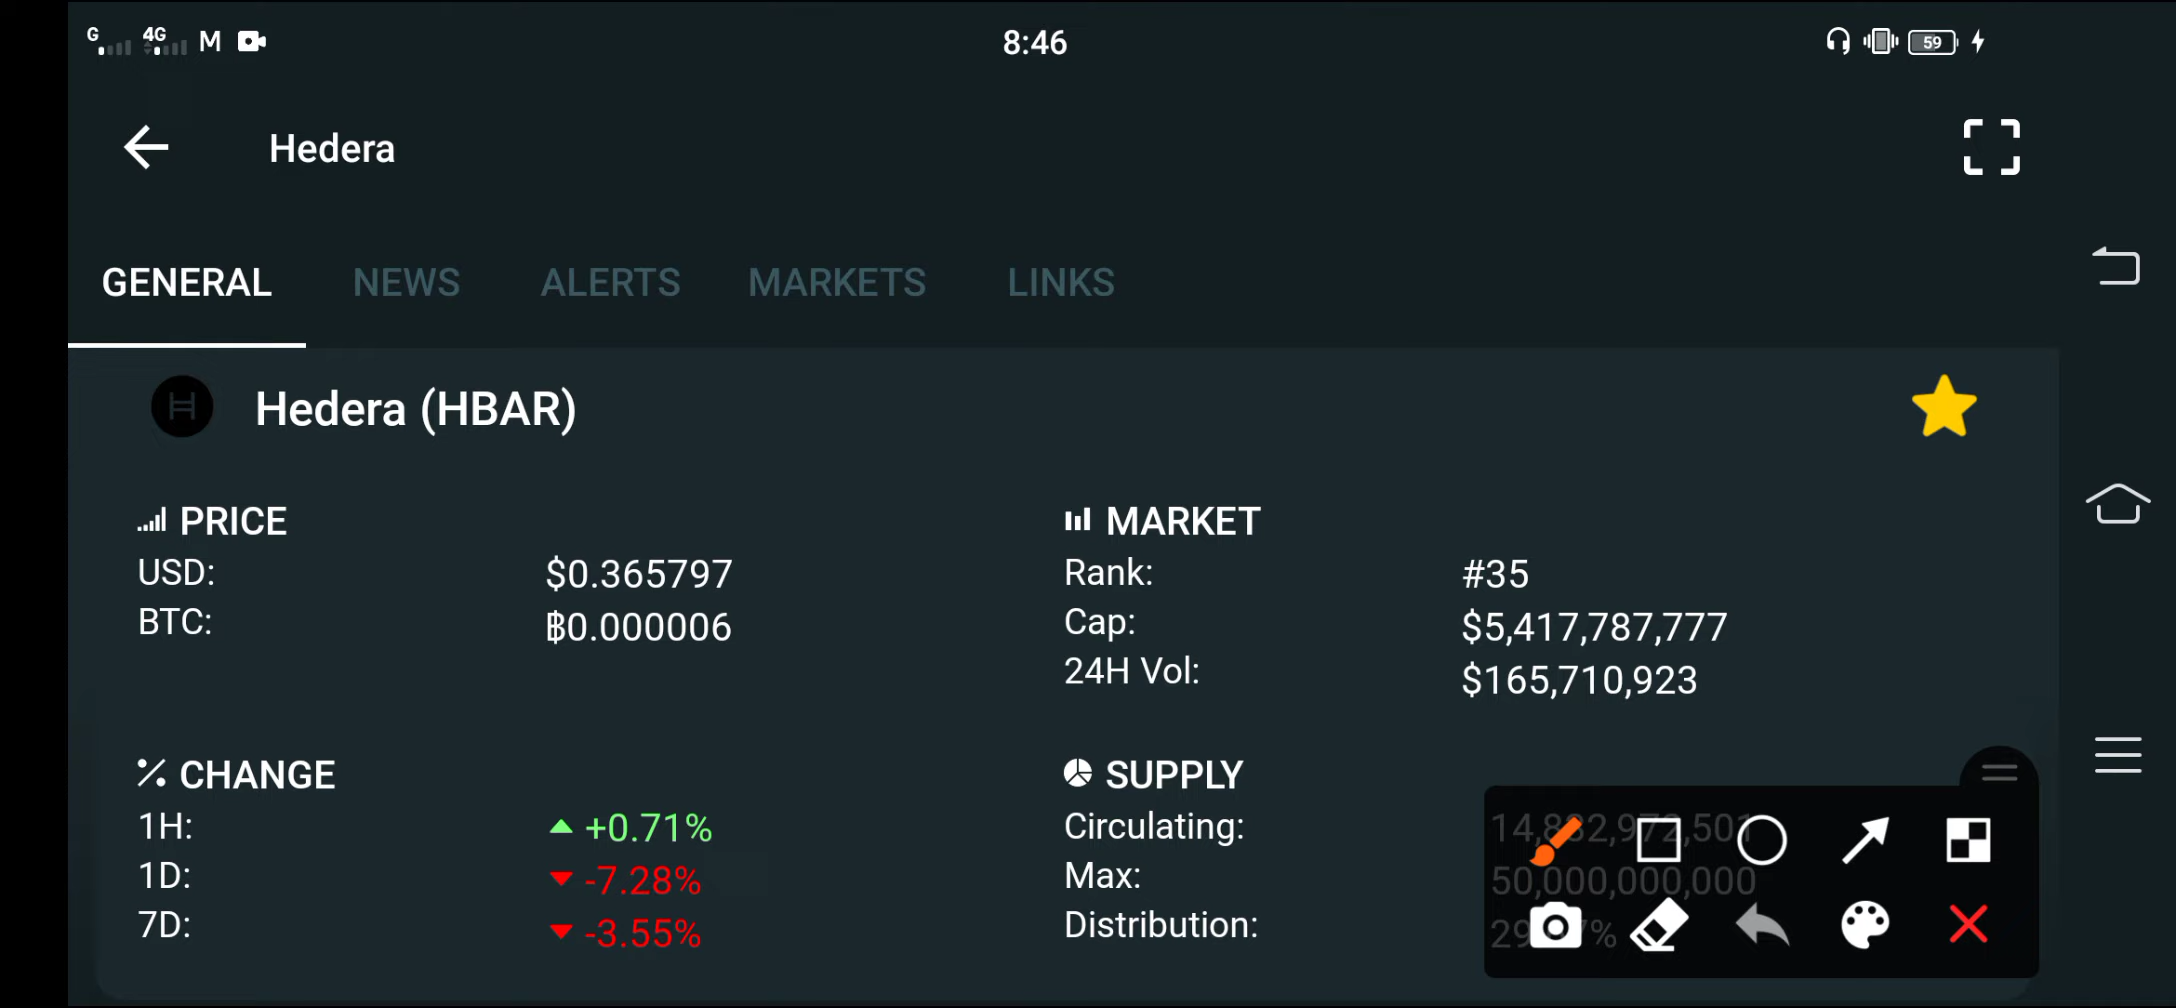 G 4G M 8:46 59
Hedera
GENERAL NEWS ALERTS MARKETS LINKS
Hedera (HBAR)
PRICE
USD: $0.365797
BTC: ฿0.000006
MARKET
Rank: #35
Cap: $5,417,787,777
24H Vol: $165,710,923
CHANGE
1H: +0.71%
1D: -7.28%
7D: -3.55%
SUPPLY
Circulating:
Max: 50,000,000,000
Distribution: